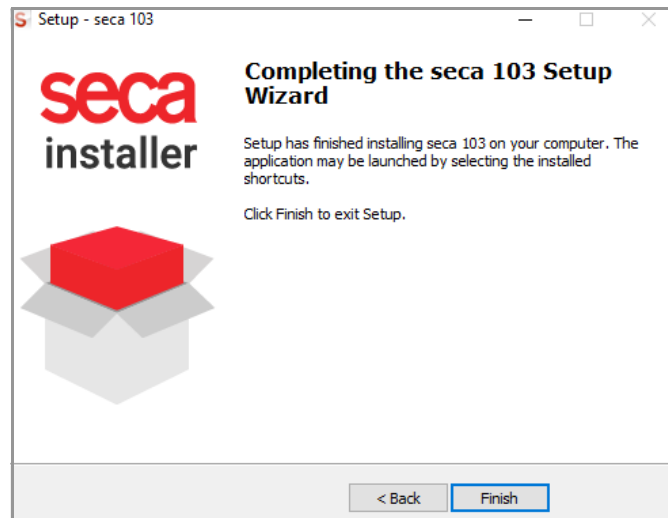 S Setup - seca 103
seca
installer
Completing the seca 103 Setup
Wizard
Setup has finished installing seca 103 on your computer. The
application may be launched by selecting the installed
shortcuts.
Click Finish to exit Setup.
< Back Finish